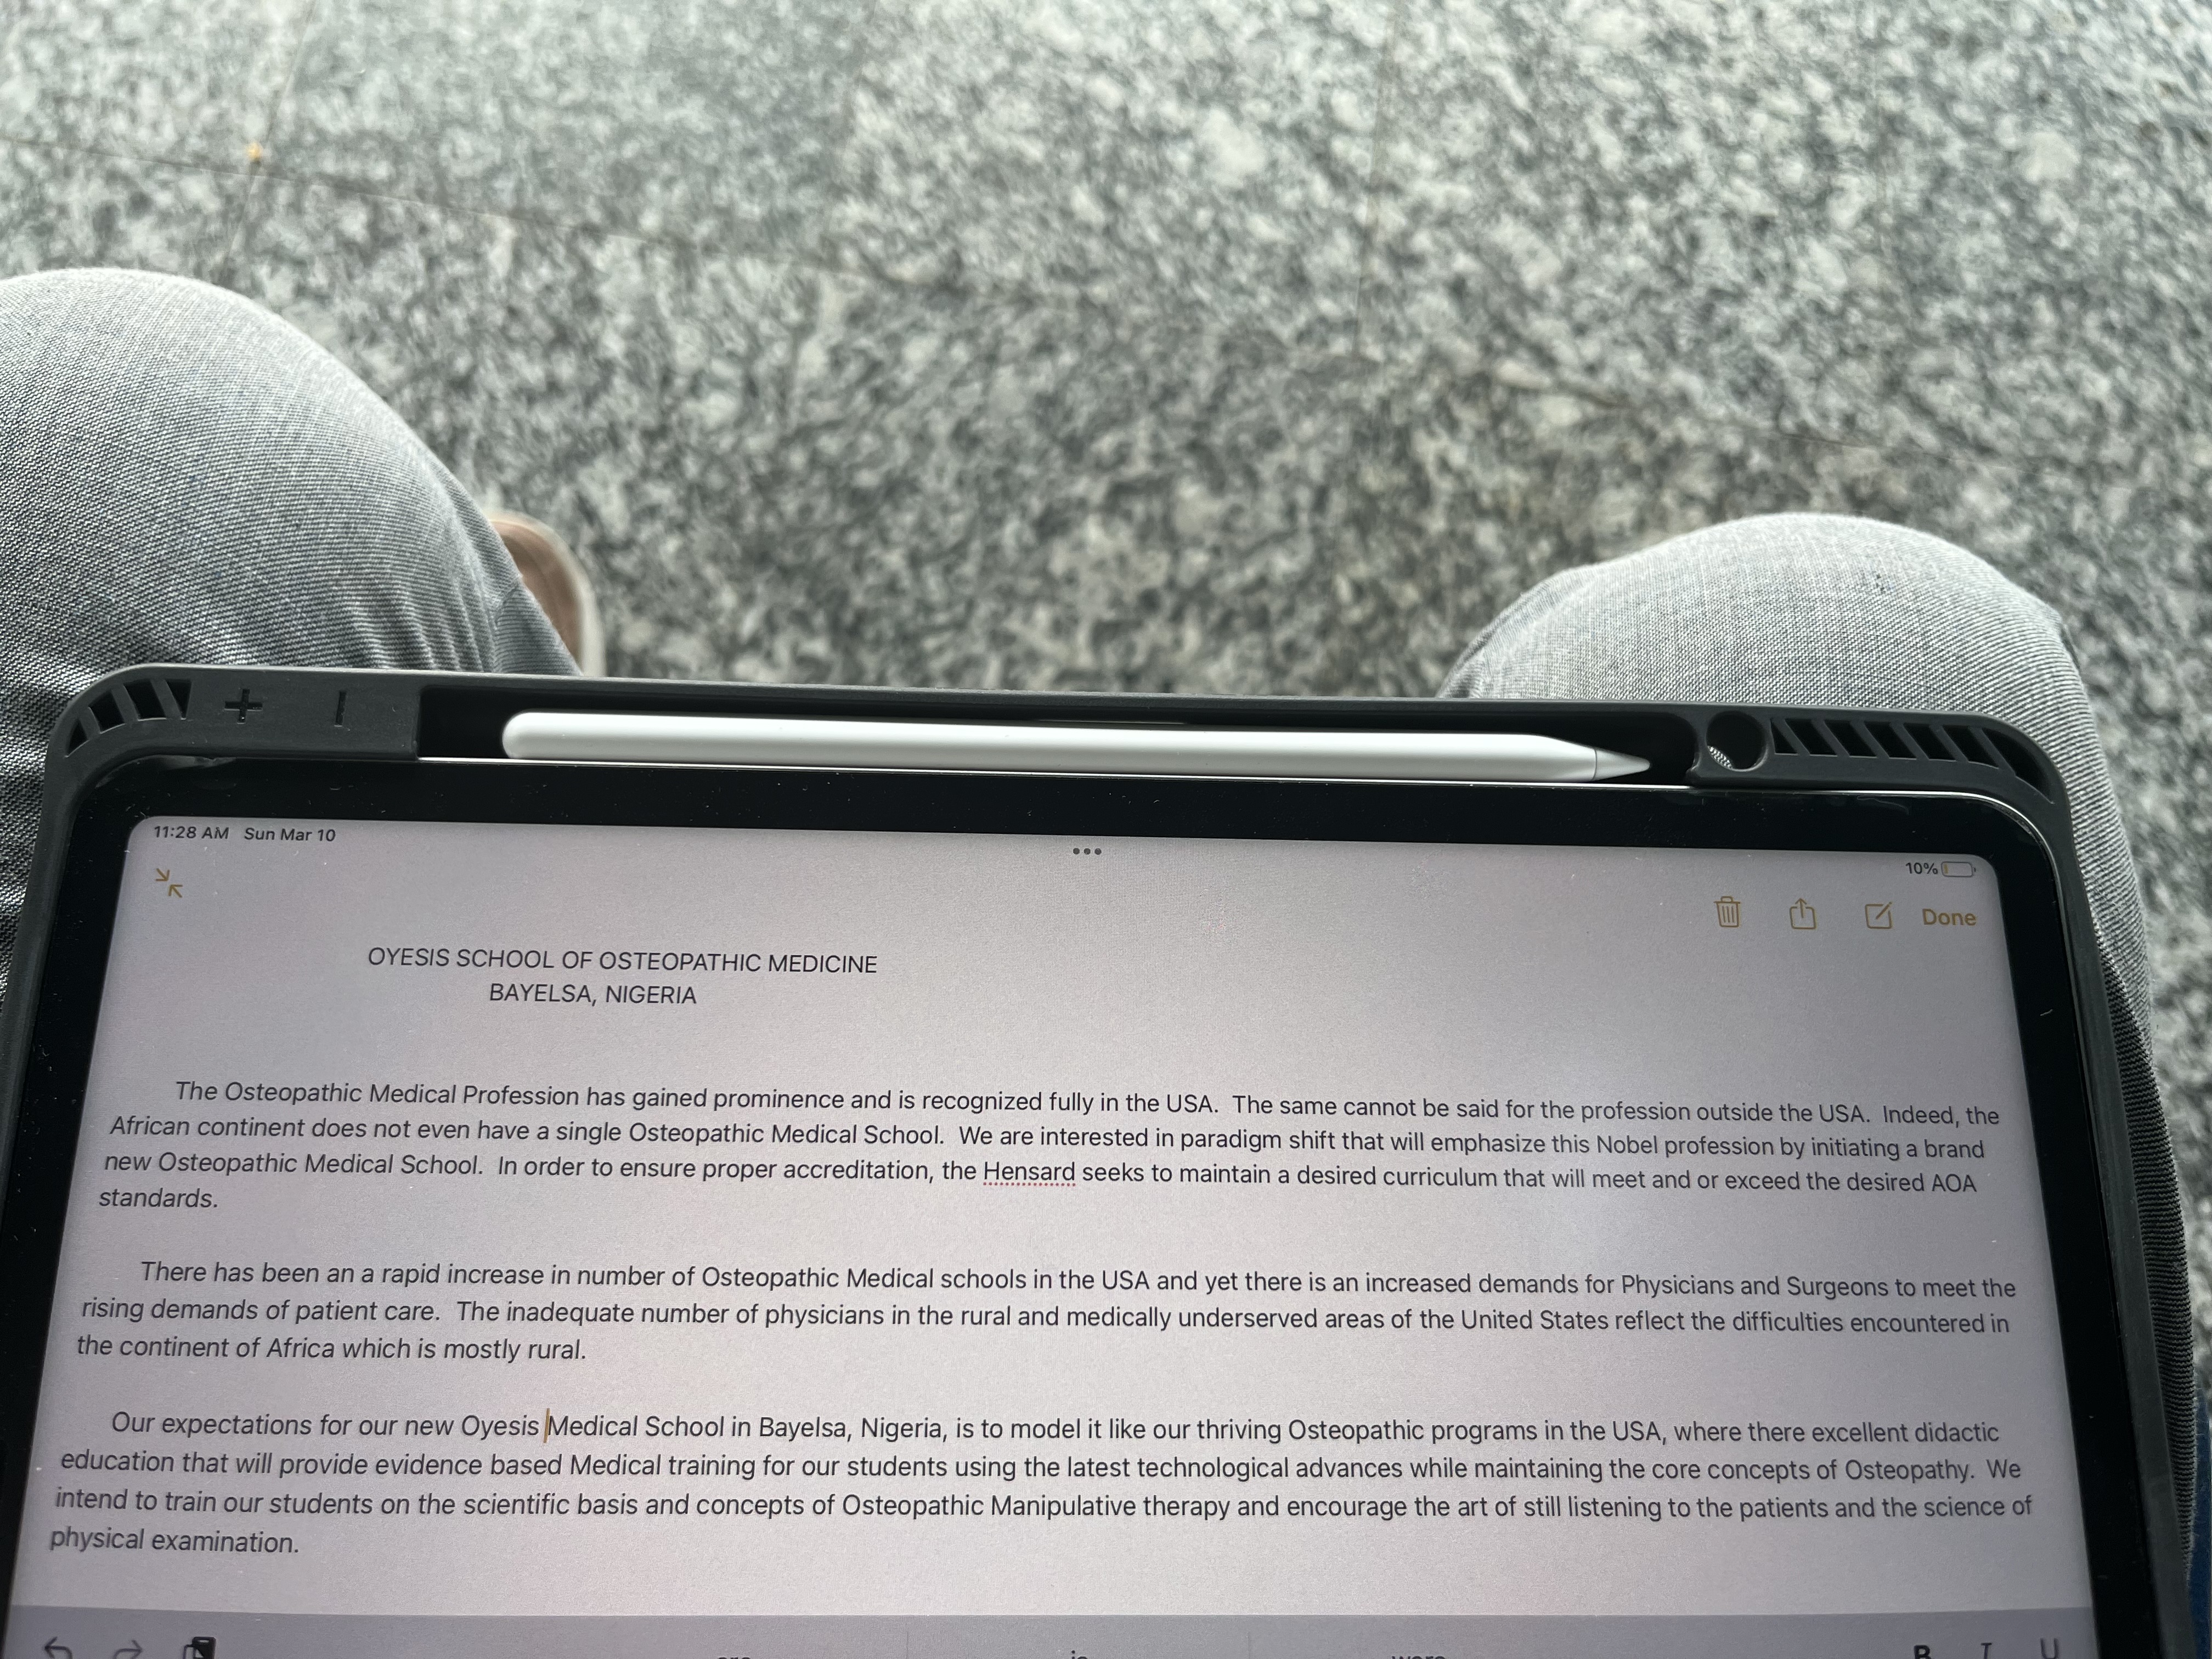 11:28 AM Sun Mar 10
10%
Done
OYESIS SCHOOL OF OSTEOPATHIC MEDICINE
BAYELSA, NIGERIA
The Osteopathic Medical Profession has gained prominence and is recognized fully in the USA. The same cannot be said for the profession outside the USA. Indeed, the
African continent does not even have a single Osteopathic Medical School. We are interested in paradigm shift that will emphasize this Nobel profession by initiating a brand
new Osteopathic Medical School. In order to ensure proper accreditation, the Hensard seeks to maintain a desired curriculum that will meet and or exceed the desired AOA
standards.
There has been an a rapid increase in number of Osteopathic Medical schools in the USA and yet there is an increased demands for Physicians and Surgeons to meet the
rising demands of patient care. The inadequate number of physicians in the rural and medically underserved areas of the United States reflect the difficulties encountered in
the continent of Africa which is mostly rural.
Our expectations for our new Oyesis Medical School in Bayelsa, Nigeria, is to model it like our thriving Osteopathic programs in the USA, where there excellent didactic
education that will provide evidence based Medical training for our students using the latest technological advances while maintaining the core concepts of Osteopathy. We
intend to train our students on the scientific basis and concepts of Osteopathic Manipulative therapy and encourage the art of still listening to the patients and the science of
physical examination.
B I U